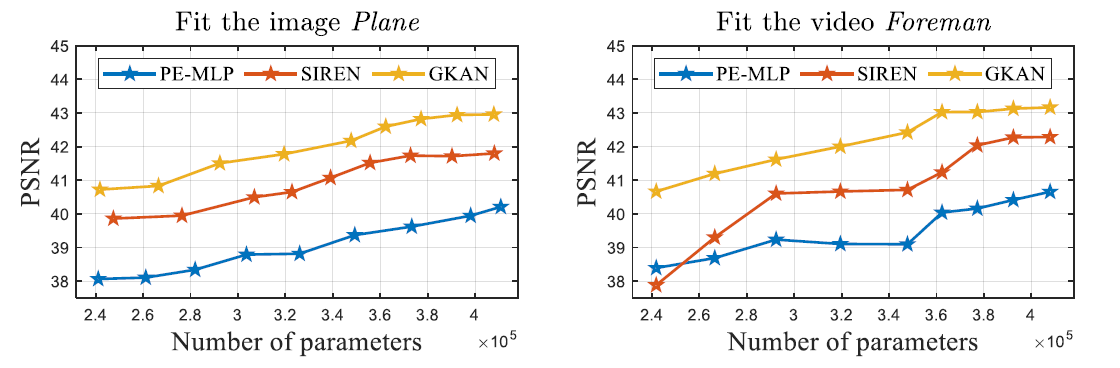 Fit the image Plane
45
44
43
42
41
40
39
38
PSNR
PE-MLP SIREN GKAN
2.4 2.6 2.8 3 3.2 3.4 3.6 3.8 4
×10^5
Number of parameters
Fit the video Foreman
45
44
43
42
41
40
39
38
PSNR
PE-MLP SIREN GKAN
2.4 2.6 2.8 3 3.2 3.4 3.6 3.8 4
×10^5
Number of parameters